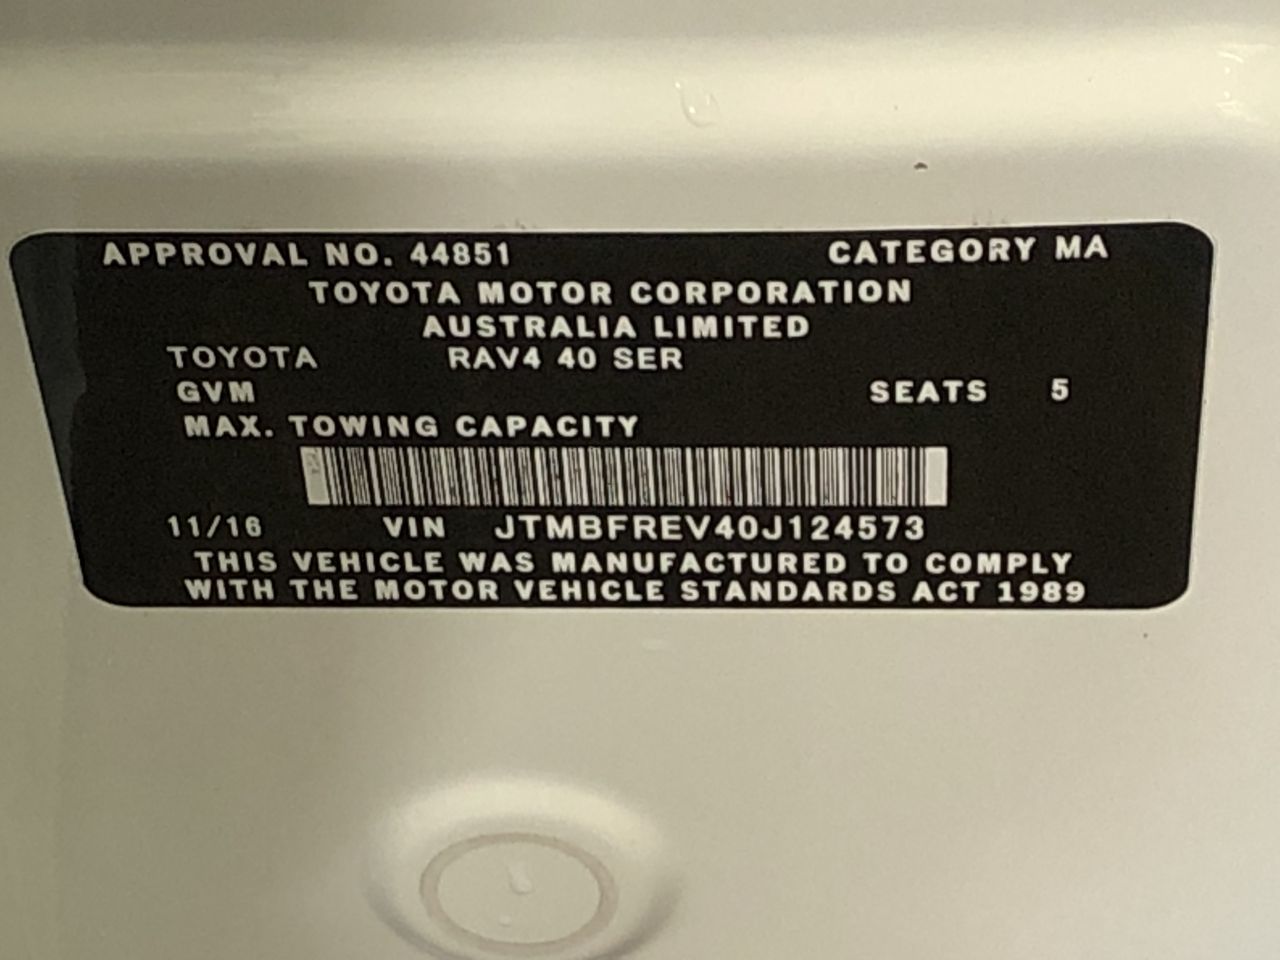 APPROVAL NO. 44851 CATEGORY MA
TOYOTA MOTOR CORPORATION
AUSTRALIA LIMITED
TOYOTA RAV4 40 SER
GVM SEATS 5
MAX. TOWING CAPACITY
11/16 VIN JTMBFREV40J124573
THIS VEHICLE WAS MANUFACTURED TO COMPLY
WITH THE MOTOR VEHICLE STANDARDS ACT 1989